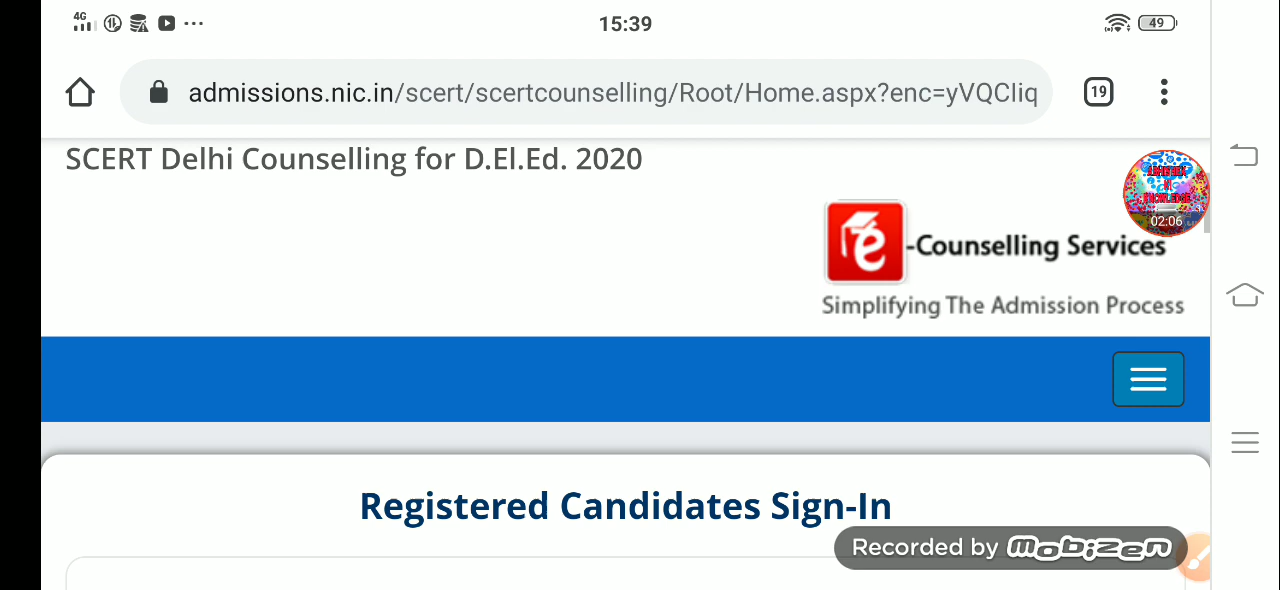 4G
15:39
49
admissions.nic.in/scert/scertcounselling/Root/Home.aspx?enc=yVQCliq
19
SCERT Delhi Counselling for D.El.Ed. 2020
KNOWLEDGE
02:06
e-Counselling Services
Simplifying The Admission Process
Registered Candidates Sign-In
Recorded by mobizen